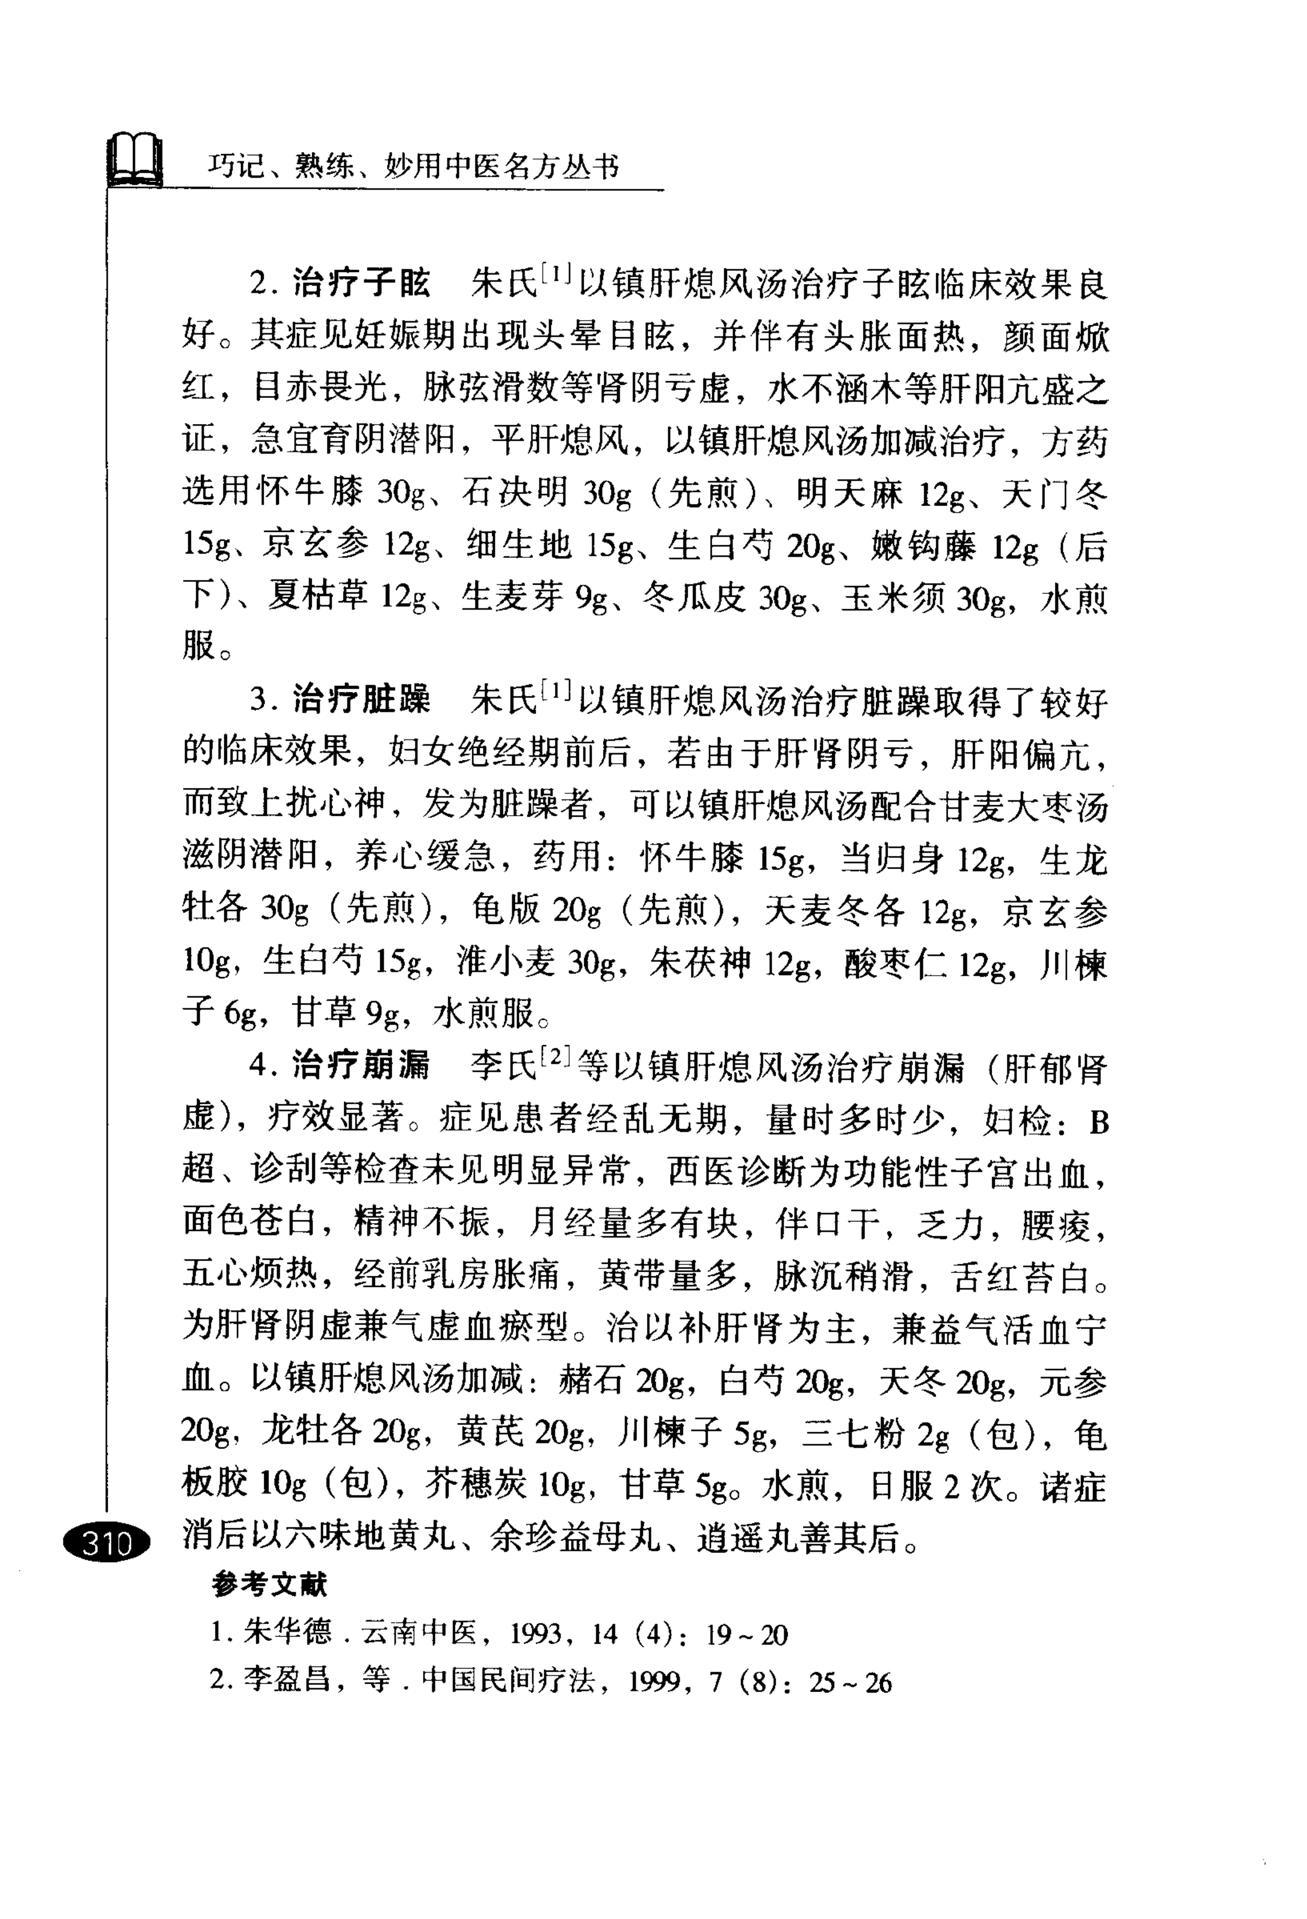 巧记、熟练、妙用中医名方丛书
2. 治疗子眩　朱氏[1]以镇肝熄风汤治疗子眩临床效果良
好。其症见妊娠期出现头晕目眩，并伴有头胀面热，颜面焮
红，目赤畏光，脉弦滑数等肾阴亏虚，水不涵木等肝阳亢盛之
证，急宜育阴潜阳，平肝熄风，以镇肝熄风汤加减治疗，方药
选用怀牛膝 30g、石决明 30g（先煎）、明天麻 12g、天门冬
15g、京玄参 12g、细生地 15g、生白芍 20g、嫩钩藤 12g（后
下）、夏枯草 12g、生麦芽 9g、冬瓜皮 30g、玉米须 30g，水煎
服。
3. 治疗脏躁　朱氏[1]以镇肝熄风汤治疗脏躁取得了较好
的临床效果，妇女绝经期前后，若由于肝肾阴亏，肝阳偏亢，
而致上扰心神，发为脏躁者，可以镇肝熄风汤配合甘麦大枣汤
滋阴潜阳，养心缓急，药用：怀牛膝 15g，当归身 12g，生龙
牡各 30g（先煎），龟版 20g（先煎），天麦冬各 12g，京玄参
10g，生白芍 15g，淮小麦 30g，朱茯神 12g，酸枣仁 12g，川楝
子 6g，甘草 9g，水煎服。
4. 治疗崩漏　李氏[2]等以镇肝熄风汤治疗崩漏（肝郁肾
虚），疗效显著。症见患者经乱无期，量时多时少，妇检：B
超、诊刮等检查未见明显异常，西医诊断为功能性子宫出血，
面色苍白，精神不振，月经量多有块，伴口干，乏力，腰痠，
五心烦热，经前乳房胀痛，黄带量多，脉沉稍滑，舌红苔白。
为肝肾阴虚兼气虚血瘀型。治以补肝肾为主，兼益气活血宁
血。以镇肝熄风汤加减：赭石 20g，白芍 20g，天冬 20g，元参
20g，龙牡各 20g，黄芪 20g，川楝子 5g，三七粉 2g（包），龟
板胶 10g（包），芥穗炭 10g，甘草 5g。水煎，日服 2 次。诸症
消后以六味地黄丸、余珍益母丸、逍遥丸善其后。
310
参考文献
1. 朱华德．云南中医，1993，14（4）：19～20
2. 李盈昌，等．中国民间疗法，1999，7（8）：25～26